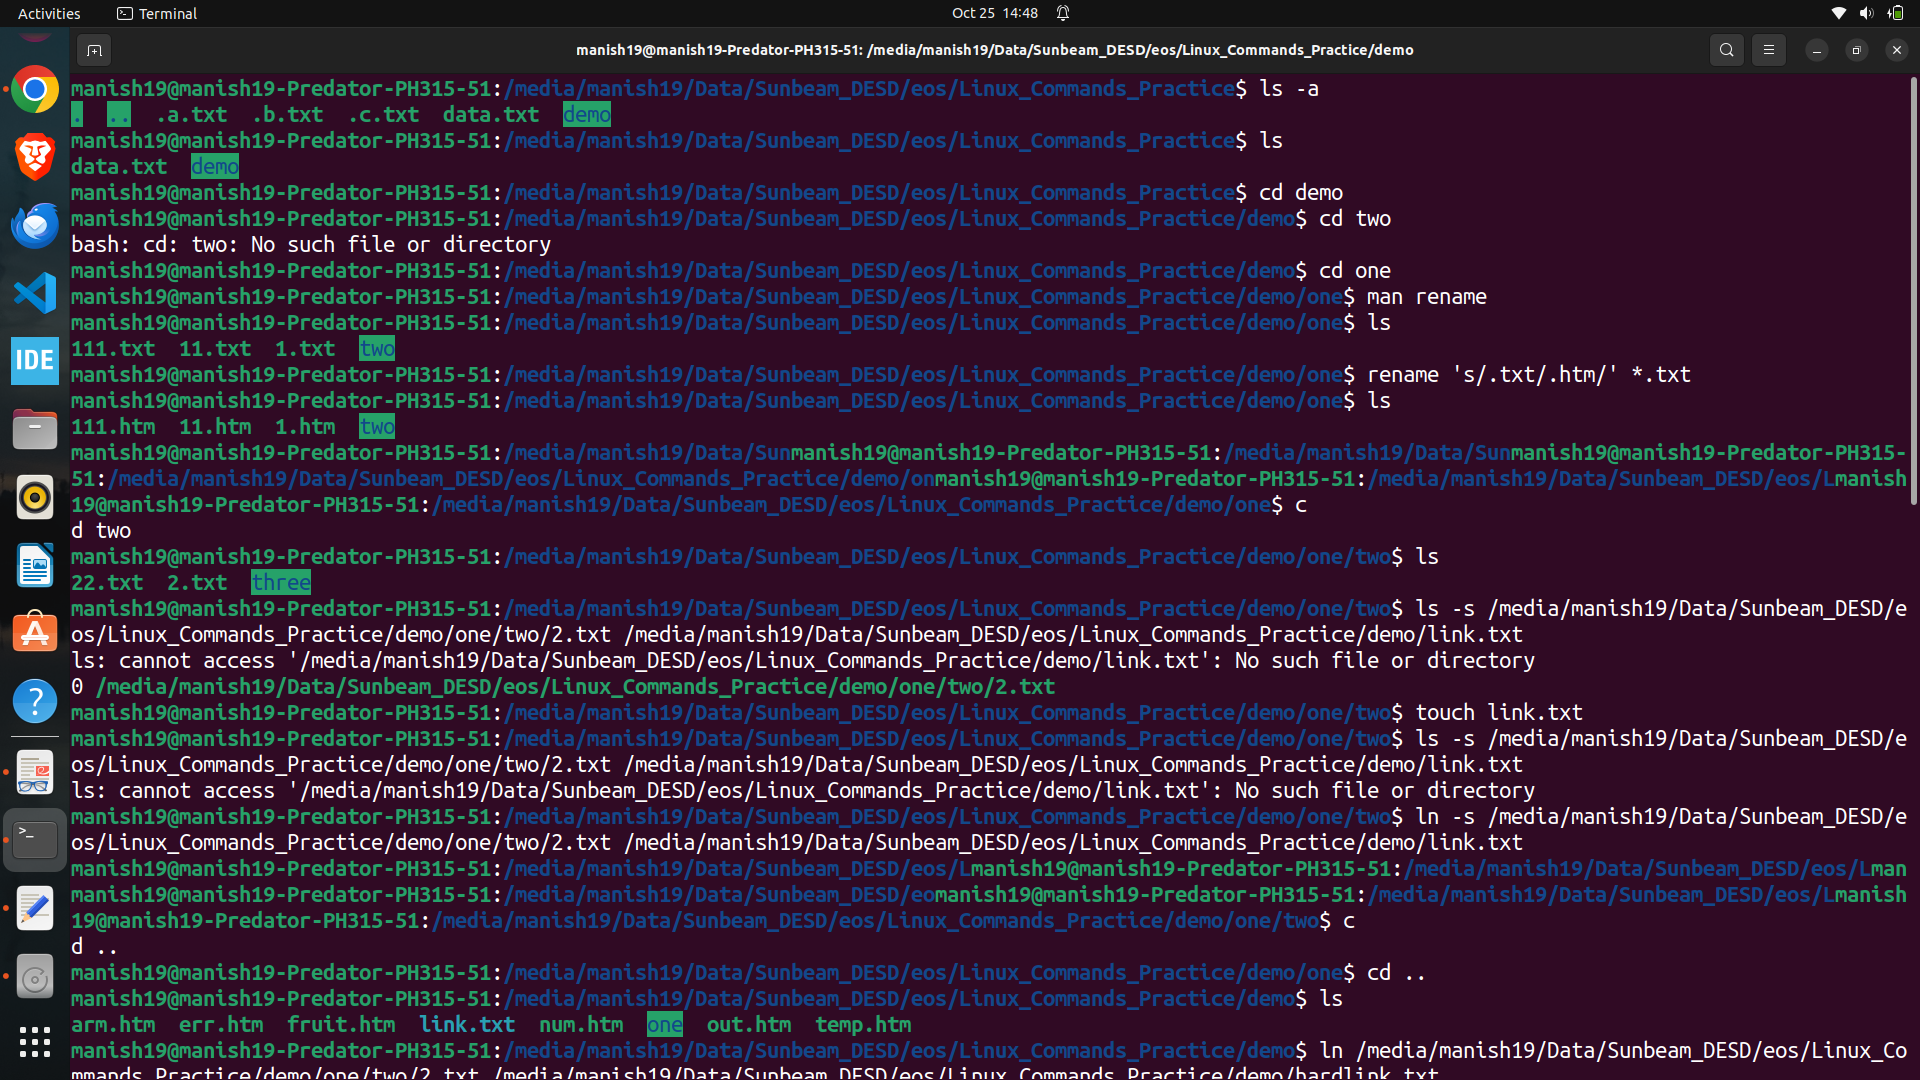 Activities Terminal Oct 25 14:48
manish19@manish19-Predator-PH315-51: /media/manish19/Data/Sunbeam_DESD/eos/Linux_Commands_Practice/demo
manish19@manish19-Predator-PH315-51:/media/manish19/Data/Sunbeam_DESD/eos/Linux_Commands_Practice$ ls -a
. .. .a.txt .b.txt .c.txt data.txt demo
manish19@manish19-Predator-PH315-51:/media/manish19/Data/Sunbeam_DESD/eos/Linux_Commands_Practice$ ls
data.txt demo
manish19@manish19-Predator-PH315-51:/media/manish19/Data/Sunbeam_DESD/eos/Linux_Commands_Practice$ cd demo
manish19@manish19-Predator-PH315-51:/media/manish19/Data/Sunbeam_DESD/eos/Linux_Commands_Practice/demo$ cd two
bash: cd: two: No such file or directory
manish19@manish19-Predator-PH315-51:/media/manish19/Data/Sunbeam_DESD/eos/Linux_Commands_Practice/demo$ cd one
manish19@manish19-Predator-PH315-51:/media/manish19/Data/Sunbeam_DESD/eos/Linux_Commands_Practice/demo/one$ man rename
manish19@manish19-Predator-PH315-51:/media/manish19/Data/Sunbeam_DESD/eos/Linux_Commands_Practice/demo/one$ ls
111.txt 11.txt 1.txt two
manish19@manish19-Predator-PH315-51:/media/manish19/Data/Sunbeam_DESD/eos/Linux_Commands_Practice/demo/one$ rename 's/.txt/.htm/' *.txt
manish19@manish19-Predator-PH315-51:/media/manish19/Data/Sunbeam_DESD/eos/Linux_Commands_Practice/demo/one$ ls
111.htm 11.htm 1.htm two
manish19@manish19-Predator-PH315-51:/media/manish19/Data/Sunmanish19@manish19-Predator-PH315-51:/media/manish19/Data/Sunmanish19@manish19-Predator-PH315-
51:/media/manish19/Data/Sunbeam_DESD/eos/Linux_Commands_Practice/demo/onmanish19@manish19-Predator-PH315-51:/media/manish19/Data/Sunbeam_DESD/eos/Lmanish
19@manish19-Predator-PH315-51:/media/manish19/Data/Sunbeam_DESD/eos/Linux_Commands_Practice/demo/one$ c
d two
manish19@manish19-Predator-PH315-51:/media/manish19/Data/Sunbeam_DESD/eos/Linux_Commands_Practice/demo/one/two$ ls
22.txt 2.txt three
manish19@manish19-Predator-PH315-51:/media/manish19/Data/Sunbeam_DESD/eos/Linux_Commands_Practice/demo/one/two$ ls -s /media/manish19/Data/Sunbeam_DESD/e
os/Linux_Commands_Practice/demo/one/two/2.txt /media/manish19/Data/Sunbeam_DESD/eos/Linux_Commands_Practice/demo/link.txt
ls: cannot access '/media/manish19/Data/Sunbeam_DESD/eos/Linux_Commands_Practice/demo/link.txt': No such file or directory
0 /media/manish19/Data/Sunbeam_DESD/eos/Linux_Commands_Practice/demo/one/two/2.txt
manish19@manish19-Predator-PH315-51:/media/manish19/Data/Sunbeam_DESD/eos/Linux_Commands_Practice/demo/one/two$ touch link.txt
manish19@manish19-Predator-PH315-51:/media/manish19/Data/Sunbeam_DESD/eos/Linux_Commands_Practice/demo/one/two$ ls -s /media/manish19/Data/Sunbeam_DESD/e
os/Linux_Commands_Practice/demo/one/two/2.txt /media/manish19/Data/Sunbeam_DESD/eos/Linux_Commands_Practice/demo/link.txt
ls: cannot access '/media/manish19/Data/Sunbeam_DESD/eos/Linux_Commands_Practice/demo/link.txt': No such file or directory
manish19@manish19-Predator-PH315-51:/media/manish19/Data/Sunbeam_DESD/eos/Linux_Commands_Practice/demo/one/two$ ln -s /media/manish19/Data/Sunbeam_DESD/e
os/Linux_Commands_Practice/demo/one/two/2.txt /media/manish19/Data/Sunbeam_DESD/eos/Linux_Commands_Practice/demo/link.txt
manish19@manish19-Predator-PH315-51:/media/manish19/Data/Sunbeam_DESD/eos/Lmanish19@manish19-Predator-PH315-51:/media/manish19/Data/Sunbeam_DESD/eos/Lman
manish19@manish19-Predator-PH315-51:/media/manish19/Data/Sunbeam_DESD/eomanish19@manish19-Predator-PH315-51:/media/manish19/Data/Sunbeam_DESD/eos/Lmanish
19@manish19-Predator-PH315-51:/media/manish19/Data/Sunbeam_DESD/eos/Linux_Commands_Practice/demo/one/two$ c
d ..
manish19@manish19-Predator-PH315-51:/media/manish19/Data/Sunbeam_DESD/eos/Linux_Commands_Practice/demo/one$ cd ..
manish19@manish19-Predator-PH315-51:/media/manish19/Data/Sunbeam_DESD/eos/Linux_Commands_Practice/demo$ ls
arm.htm err.htm fruit.htm link.txt num.htm one out.htm temp.htm
manish19@manish19-Predator-PH315-51:/media/manish19/Data/Sunbeam_DESD/eos/Linux_Commands_Practice/demo$ ln /media/manish19/Data/Sunbeam_DESD/eos/Linux_Co
mmands_Practice/demo/one/two/2.txt /media/manish19/Data/Sunbeam_DESD/eos/Linux_Commands_Practice/demo/hardlink.txt
IDE